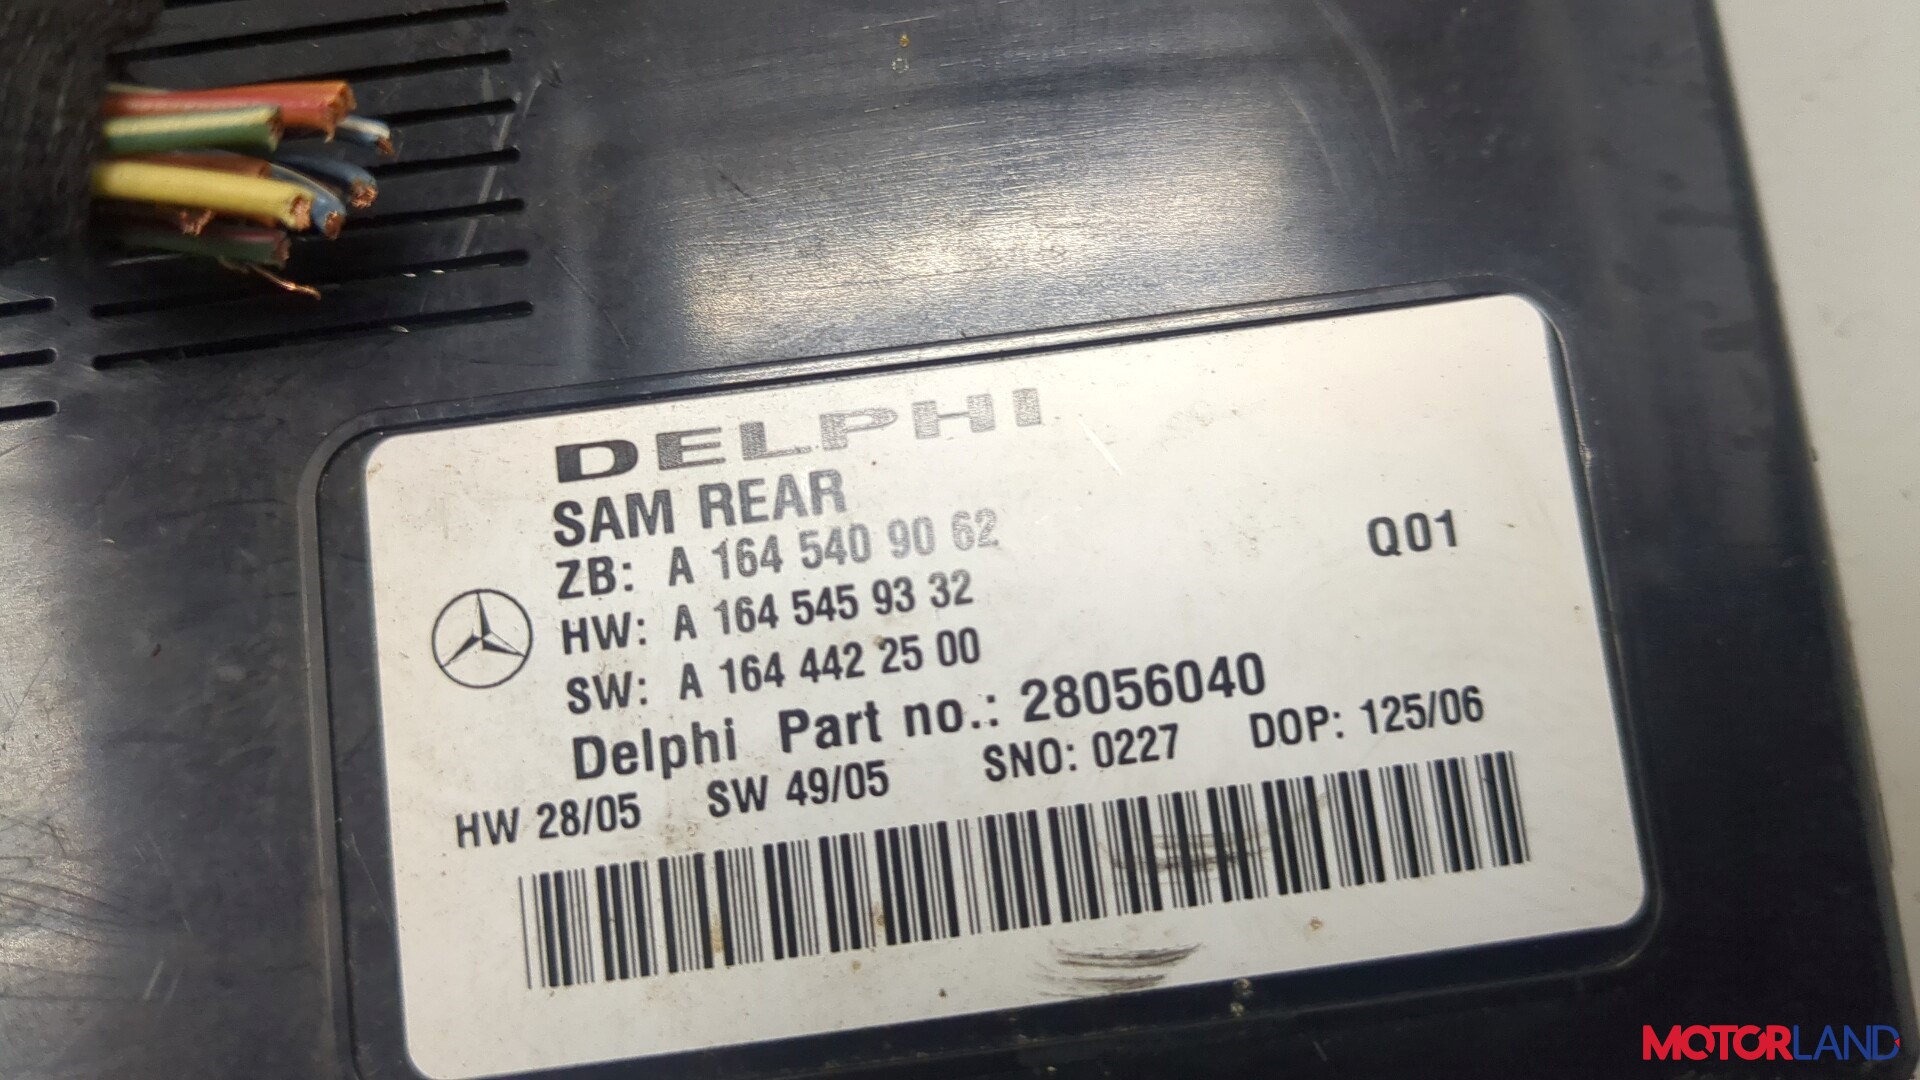 DELPHI
SAM REAR
ZB: A 164 540 90 62
HW: A 164 545 93 32
SW: A 164 442 25 00
Q01
Delphi Part no.: 28056040
HW 28/05 SW 49/05 SNO: 0227 DOP: 125/06
MOTORLAND